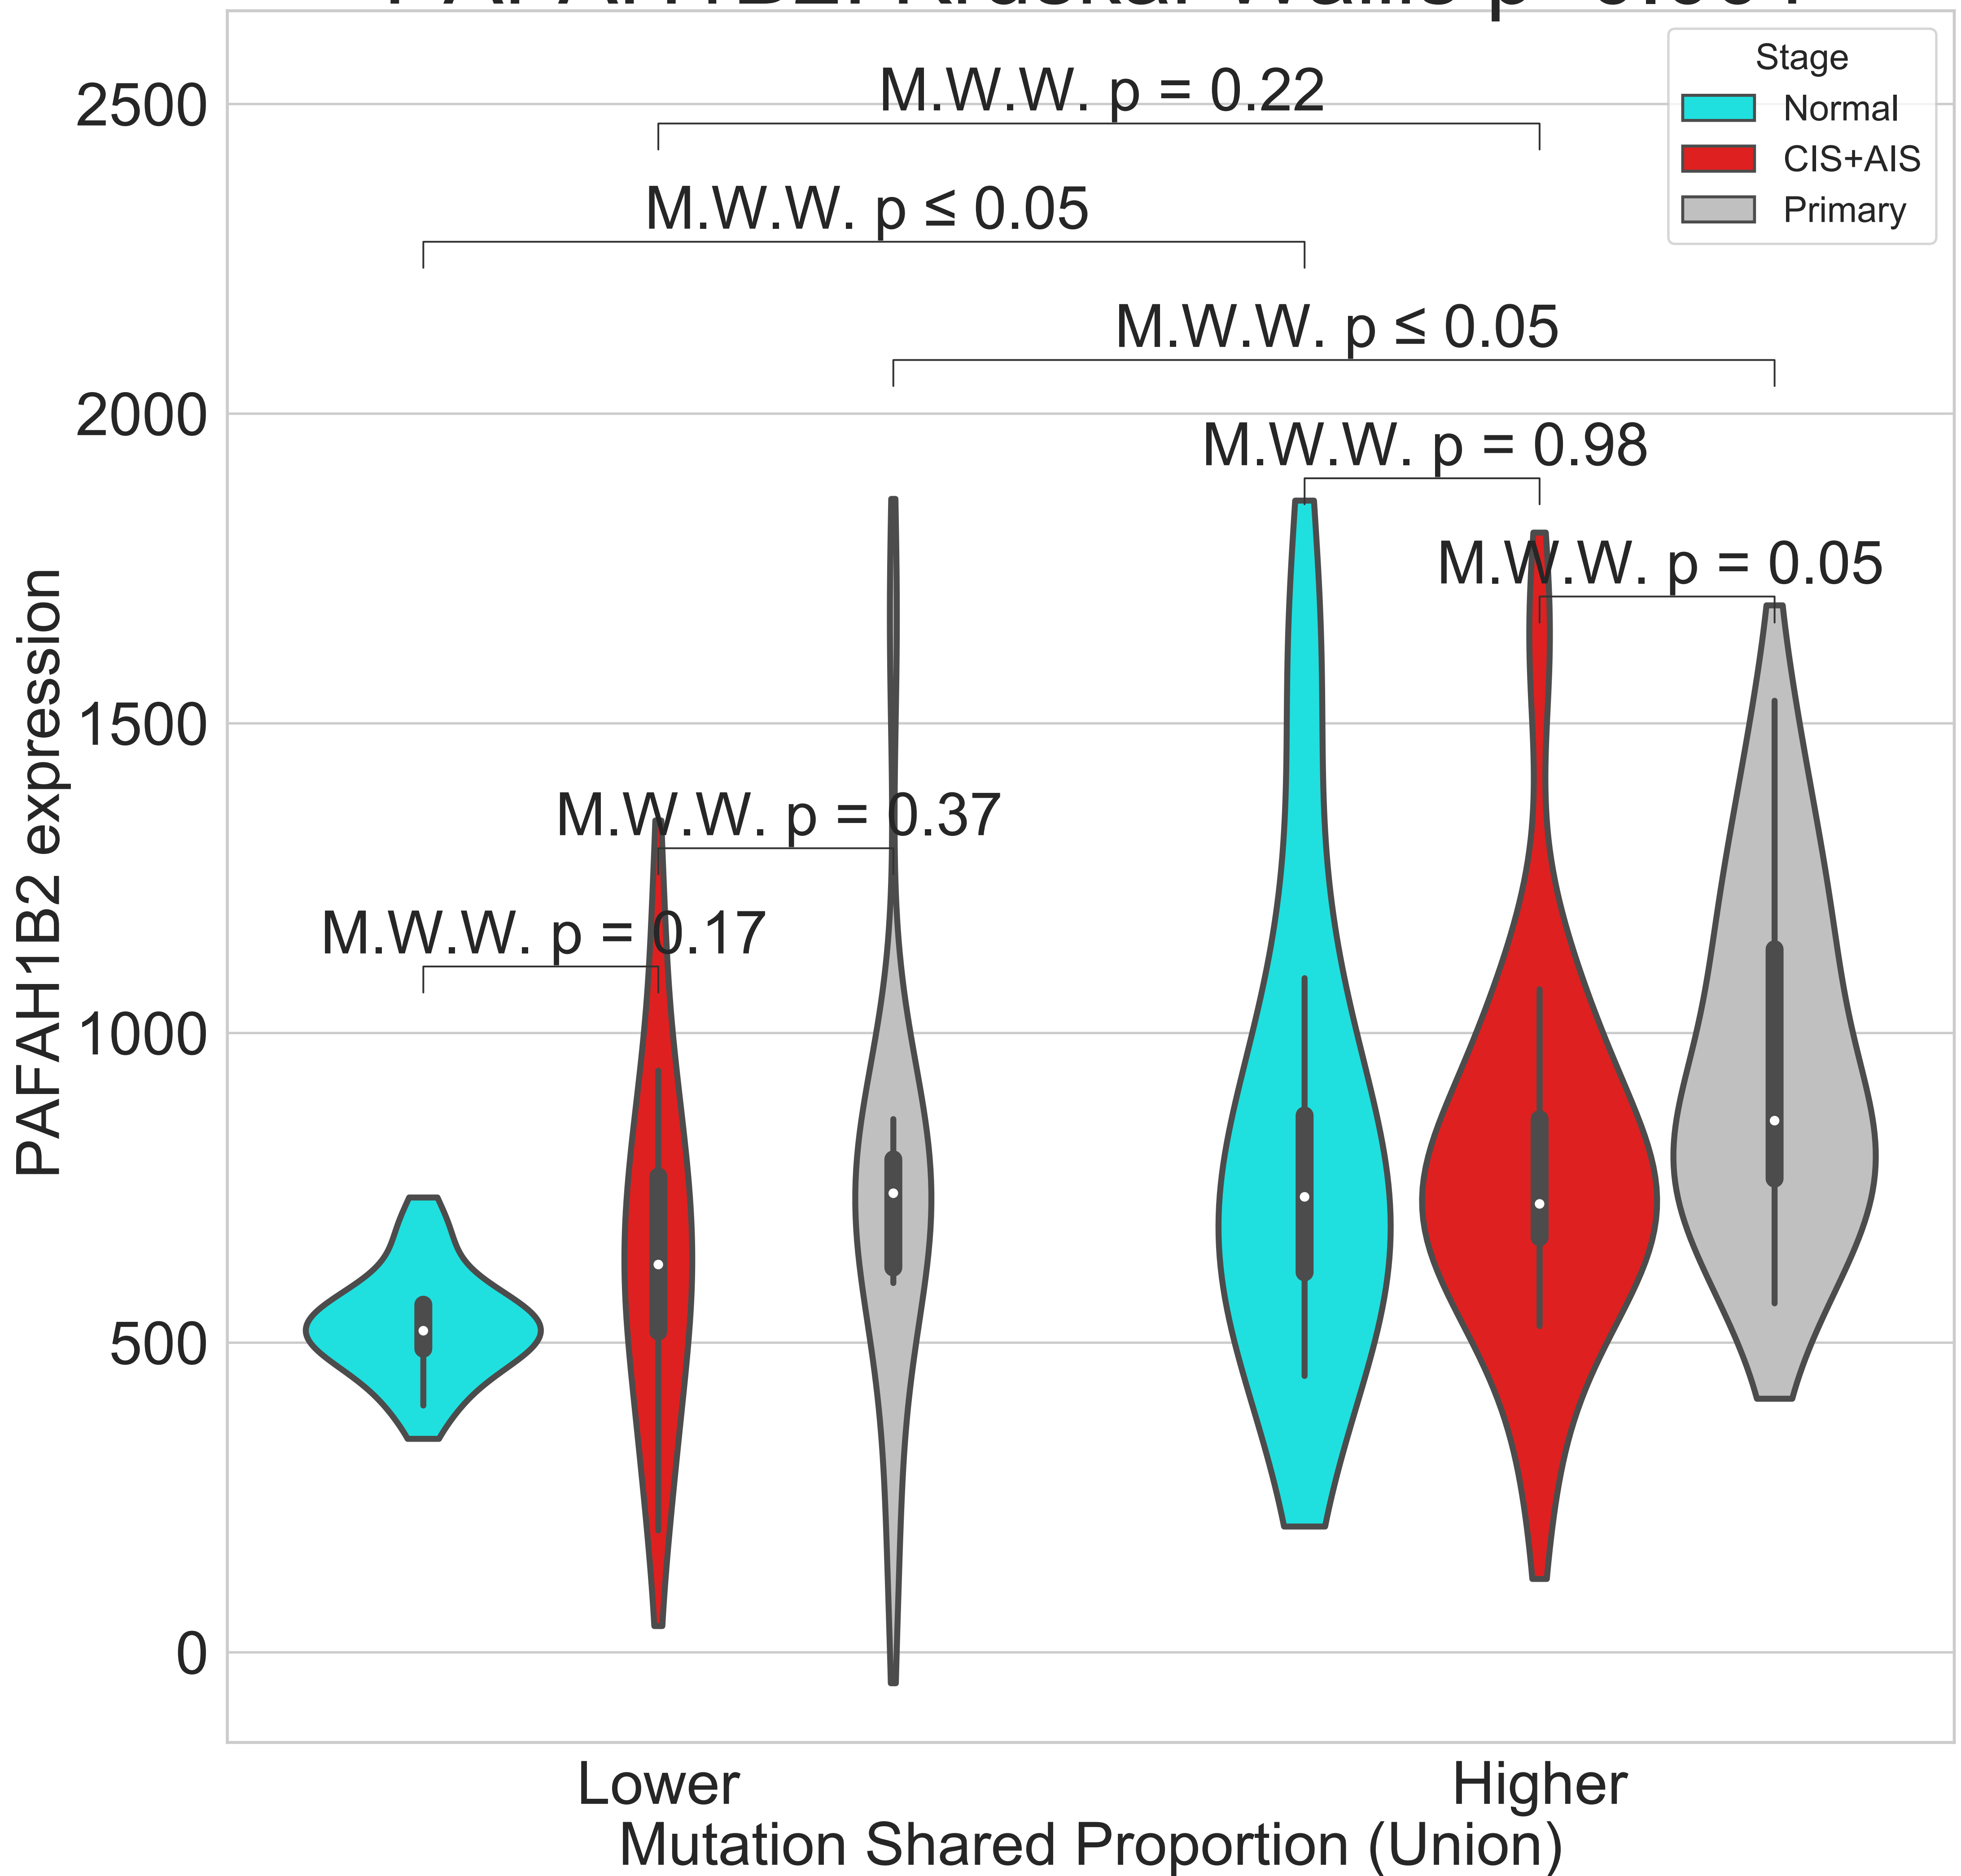 2500
2000
1500
1000
500
0
PAFAH1B2 expression
M.W.W. p = 0.22
M.W.W. p ≤ 0.05
M.W.W. p ≤ 0.05
M.W.W. p = 0.98
M.W.W. p = 0.05
M.W.W. p = 0.37
M.W.W. p = 0.17
Stage
Normal
CIS+AIS
Primary
Lower
Higher
Mutation Shared Proportion (Union)